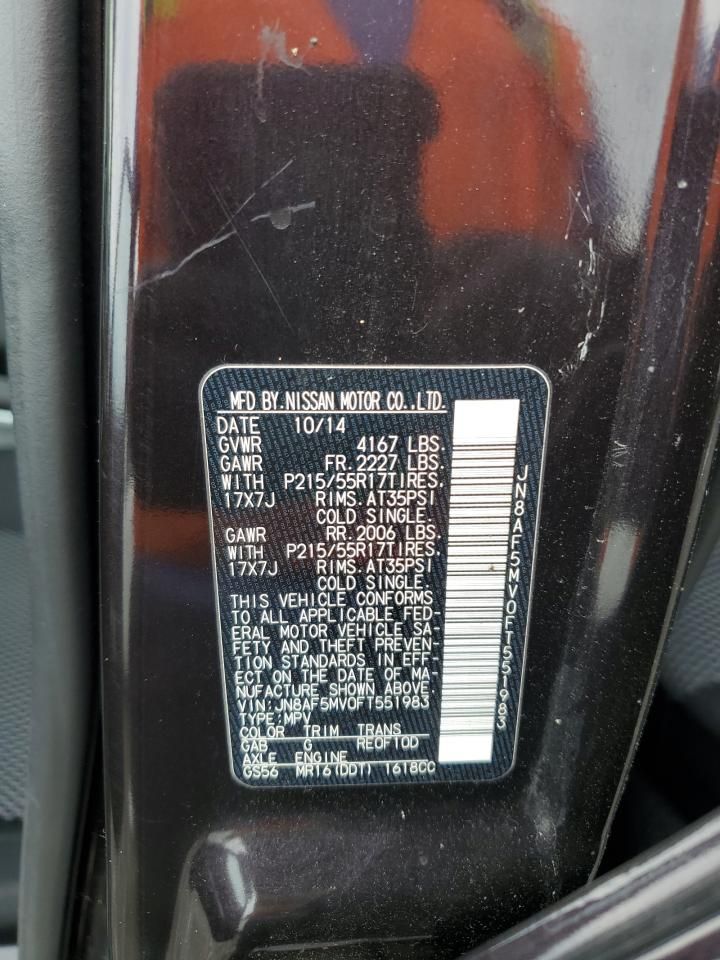 MFD BY.NISSAN MOTOR CO.,LTD.
DATE 10/14
GVWR 4167 LBS.
GAWR FR.2227 LBS.
WITH P215/55R17TIRES.
17X7J RIMS.AT35PSI
COLD SINGLE.
GAWR RR.2006 LBS.
WITH P215/55R17TIRES.
17X7J RIMS.AT35PSI
COLD SINGLE.
THIS VEHICLE CONFORMS
TO ALL APPLICABLE FED-
ERAL MOTOR VEHICLE SA-
FETY AND THEFT PREVEN-
TION STANDARDS IN EFF-
ECT ON THE DATE OF MA-
NUFACTURE SHOWN ABOVE.
VIN:JN8AF5MV0FT551983
TYPE:MPV
COLOR TRIM TRANS
GAB G RE0F10D
AXLE ENGINE
GS56 MR16(DDT) 1618CC
JN8AF5MV0FT551983